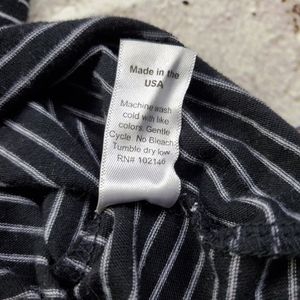 Made in the
USA
Machine wash
cold with like
colors. Gentle
Cycle. No Bleach.
Tumble dry low.
RN# 102146